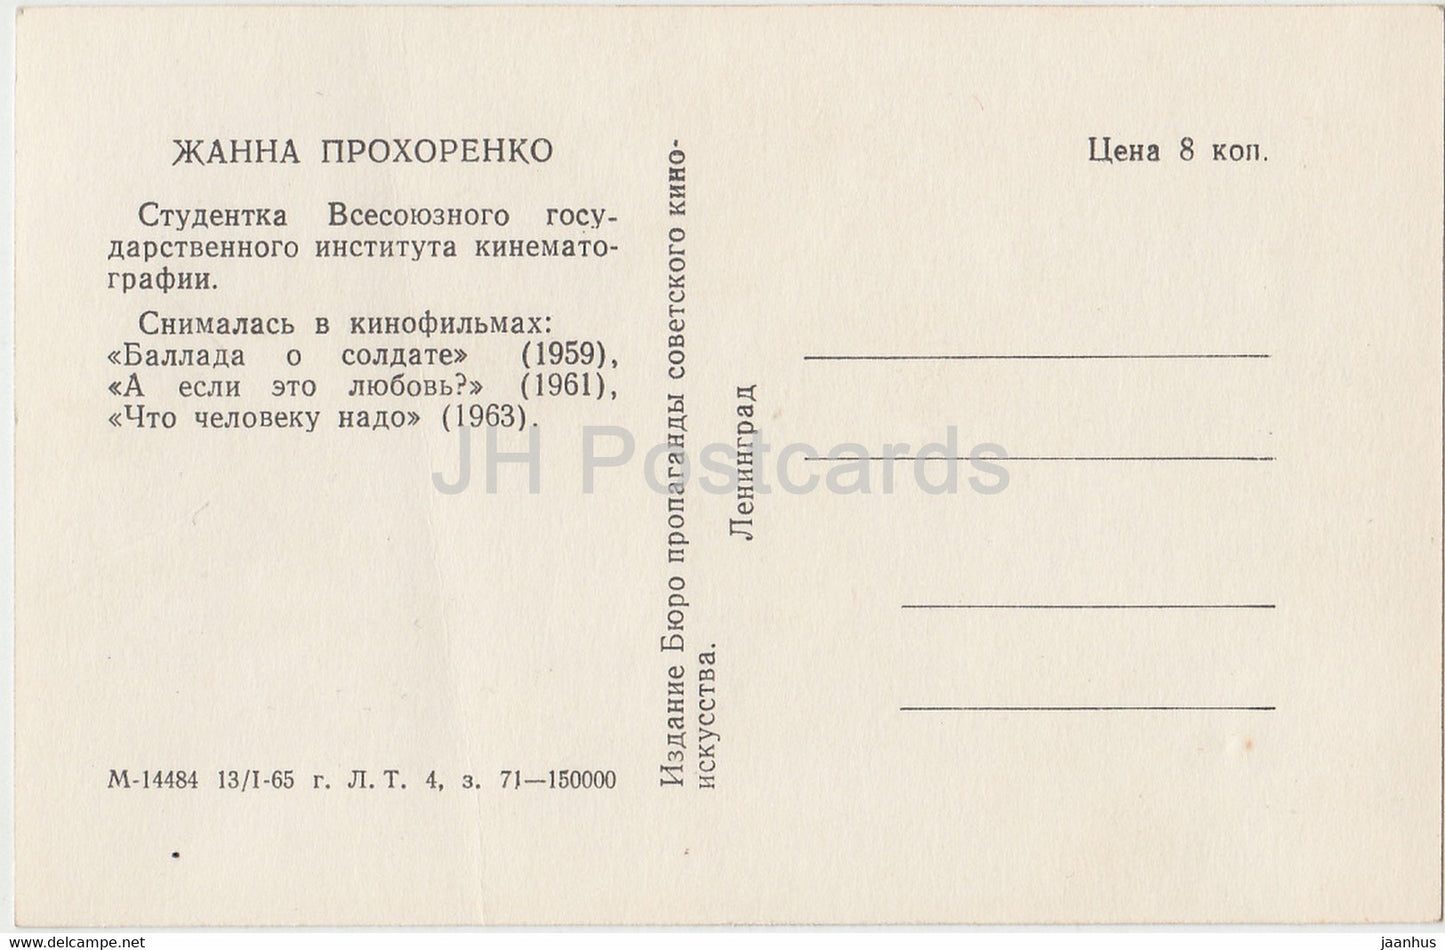 ЖАННА ПРОХОРЕНКО
Студентка Всесоюзного госу-
дарственного института кинемато-
графии.
Снималась в кинофильмах:
«Баллада о солдате» (1959),
«А если это любовь?» (1961),
«Что человеку надо» (1963).
М-14484 13/I-65 г. Л. Т. 4, з. 71—150000
Издание Бюро пропаганды советского кино-
искусства.
Ленинград
Цена 8 коп.
JH Postcards
www.hippostcard.com
jaanhus